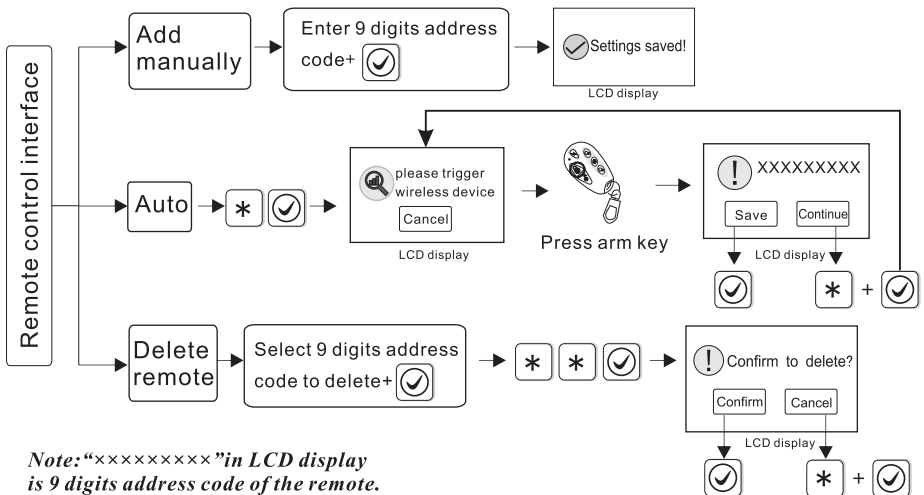 Remote control interface
Add
manually
Enter 9 digits address
code+
Settings saved!
LCD display
Auto
*
please trigger
wireless device
Cancel
LCD display
Press arm key
! XXXXXXXXX
Save
Continue
LCD display
* +
Delete
remote
Select 9 digits address
code to delete+
* *
! Confirm to delete?
Confirm
Cancel
LCD display
* +
Note:“×××××××××”in LCD display
is 9 digits address code of the remote.